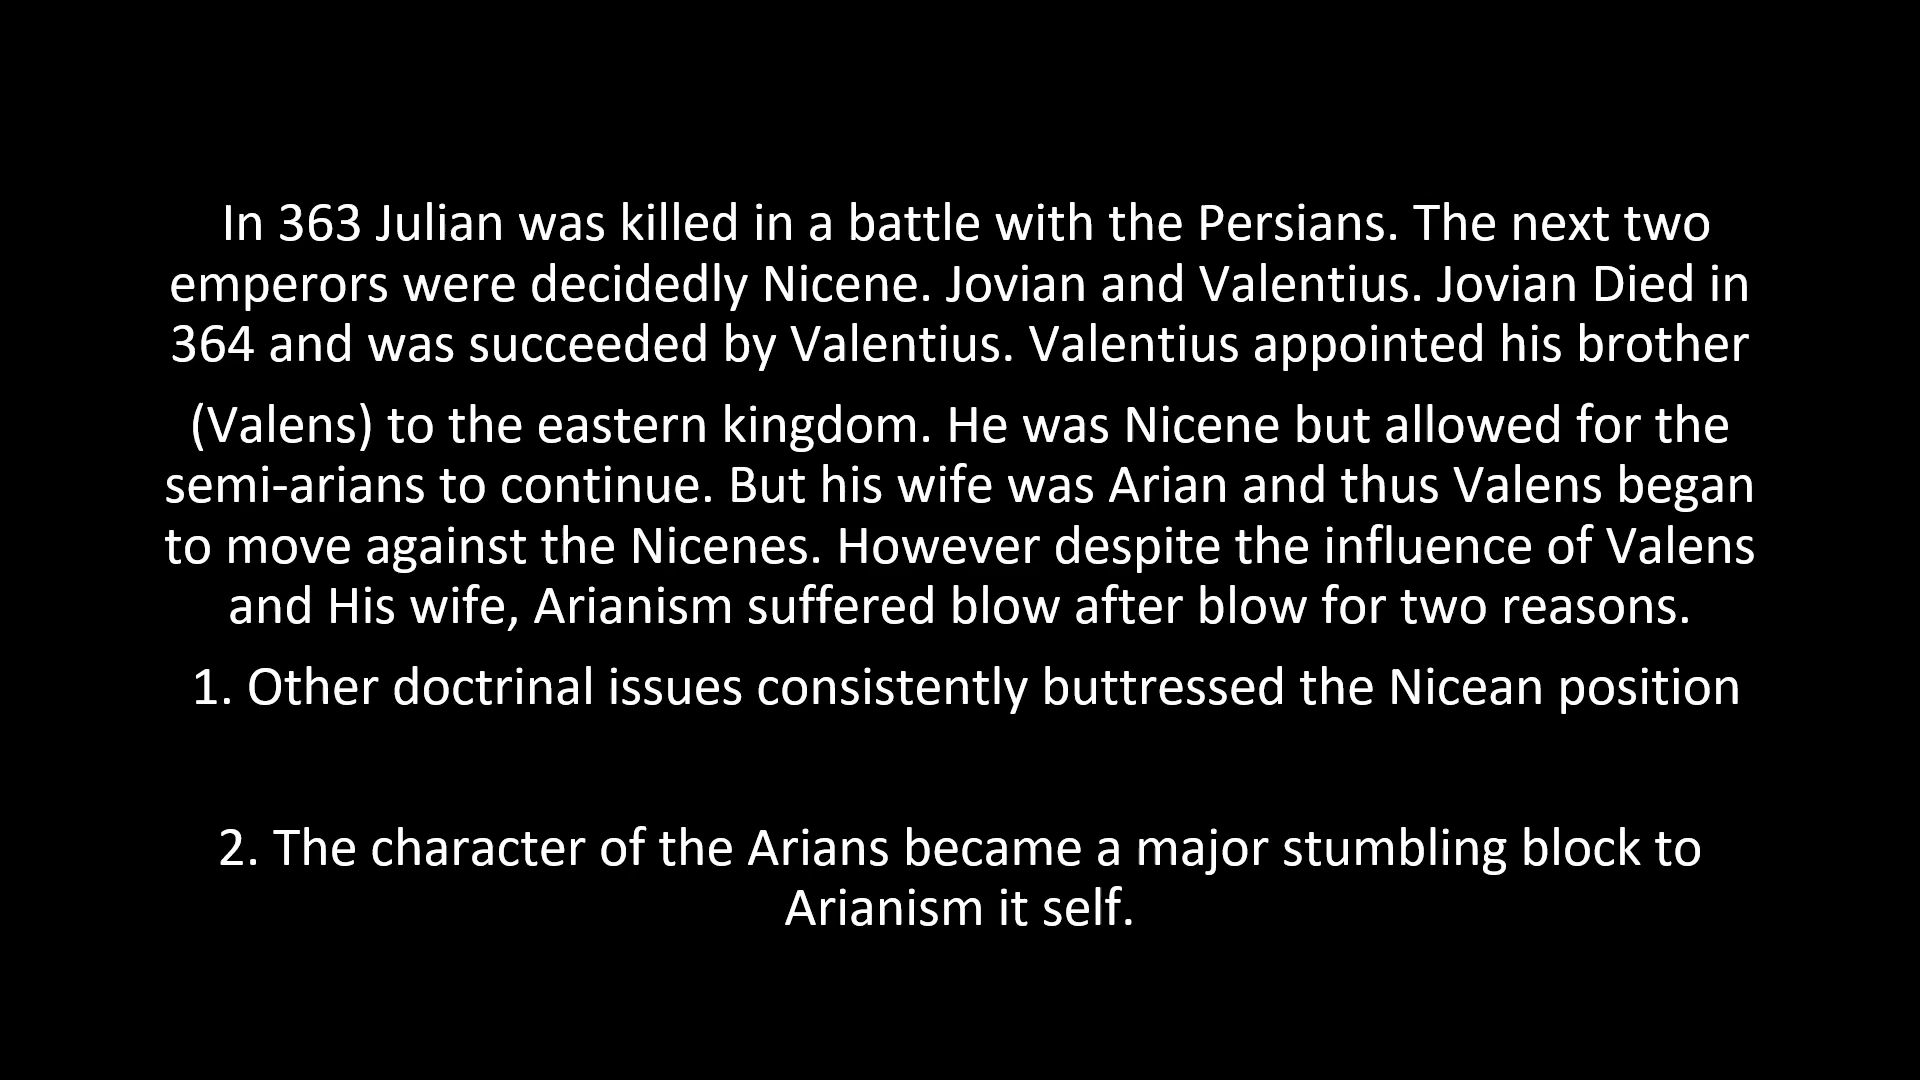 In 363 Julian was killed in a battle with the Persians. The next two
emperors were decidedly Nicene. Jovian and Valentius. Jovian Died in
364 and was succeeded by Valentius. Valentius appointed his brother
(Valens) to the eastern kingdom. He was Nicene but allowed for the
semi-arians to continue. But his wife was Arian and thus Valens began
to move against the Nicenes. However despite the influence of Valens
and His wife, Arianism suffered blow after blow for two reasons.
1. Other doctrinal issues consistently buttressed the Nicean position
2. The character of the Arians became a major stumbling block to
Arianism it self.